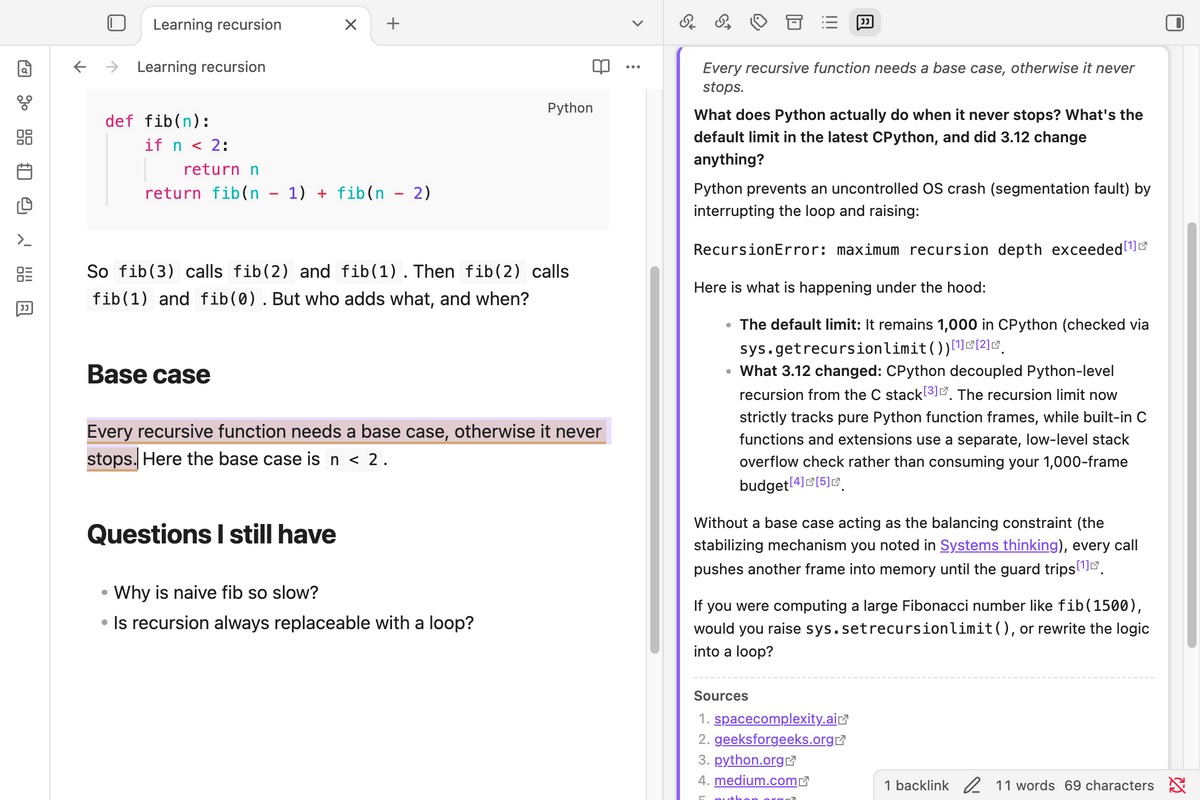 Learning recursion
Learning recursion
Python
def fib(n):
if n < 2:
return n
return fib(n - 1) + fib(n - 2)
So fib(3) calls fib(2) and fib(1). Then fib(2) calls
fib(1) and fib(0). But who adds what, and when?
Base case
Every recursive function needs a base case, otherwise it never
stops. Here the base case is n < 2.
Questions I still have
• Why is naive fib so slow?
• Is recursion always replaceable with a loop?
Every recursive function needs a base case, otherwise it never
stops.
What does Python actually do when it never stops? What's the
default limit in the latest CPython, and did 3.12 change
anything?
Python prevents an uncontrolled OS crash (segmentation fault) by
interrupting the loop and raising:
RecursionError: maximum recursion depth exceeded[1]
Here is what is happening under the hood:
• The default limit: It remains 1,000 in CPython (checked via
sys.getrecursionlimit())[1][2].
• What 3.12 changed: CPython decoupled Python-level
recursion from the C stack[3]. The recursion limit now
strictly tracks pure Python function frames, while built-in C
functions and extensions use a separate, low-level stack
overflow check rather than consuming your 1,000-frame
budget[4][5].
Without a base case acting as the balancing constraint (the
stabilizing mechanism you noted in Systems thinking), every call
pushes another frame into memory until the guard trips[1].
If you were computing a large Fibonacci number like fib(1500),
would you raise sys.setrecursionlimit(), or rewrite the logic
into a loop?
Sources
1. spacecomplexity.ai
2. geeksforgeeks.org
3. python.org
4. medium.com
1 backlink 11 words 69 characters